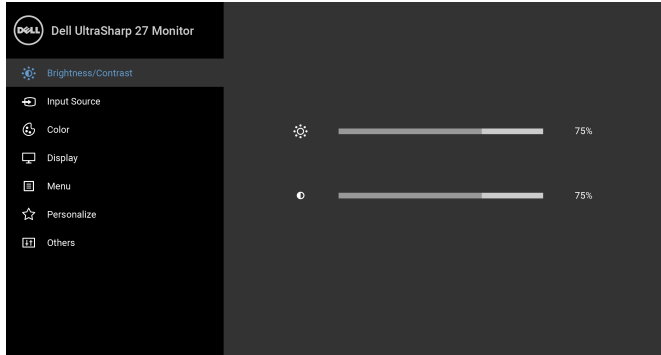 DELL Dell UltraSharp 27 Monitor
Brightness/Contrast
Input Source
Color
75%
Display
Menu
75%
Personalize
Others